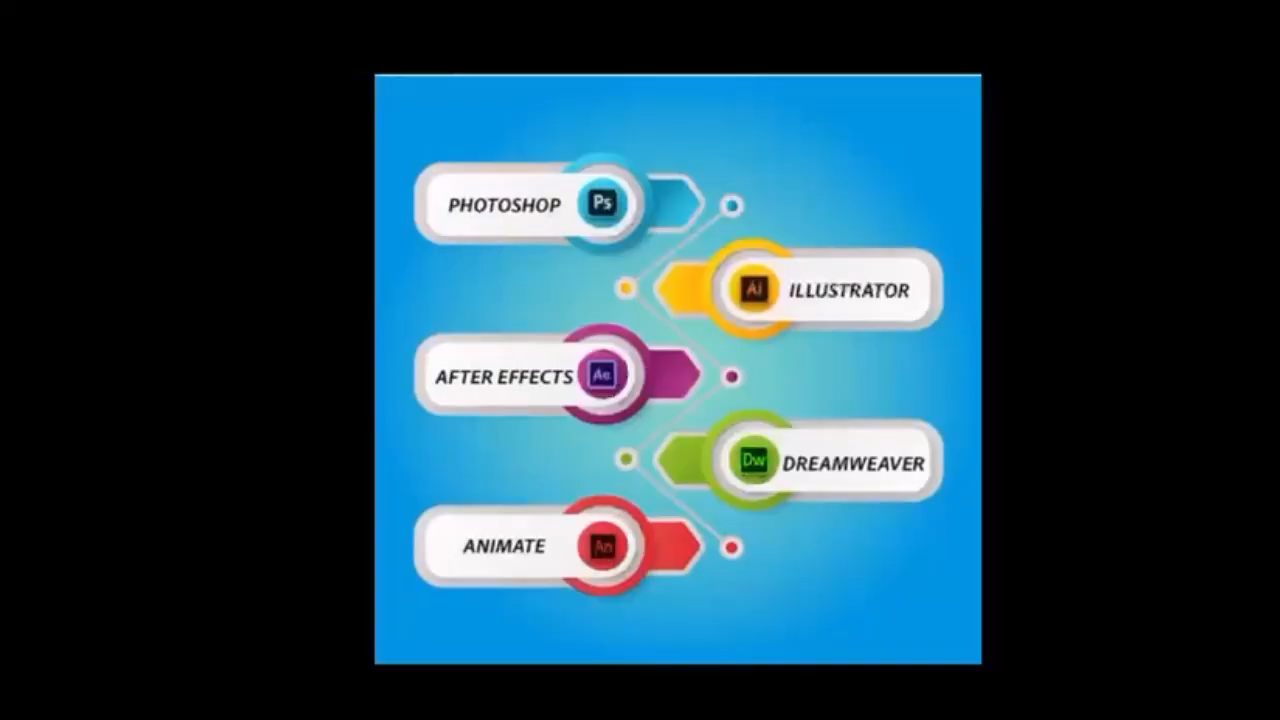 PHOTOSHOP
Ps
Ai
ILLUSTRATOR
AFTER EFFECTS
Ae
Dw
DREAMWEAVER
ANIMATE
An